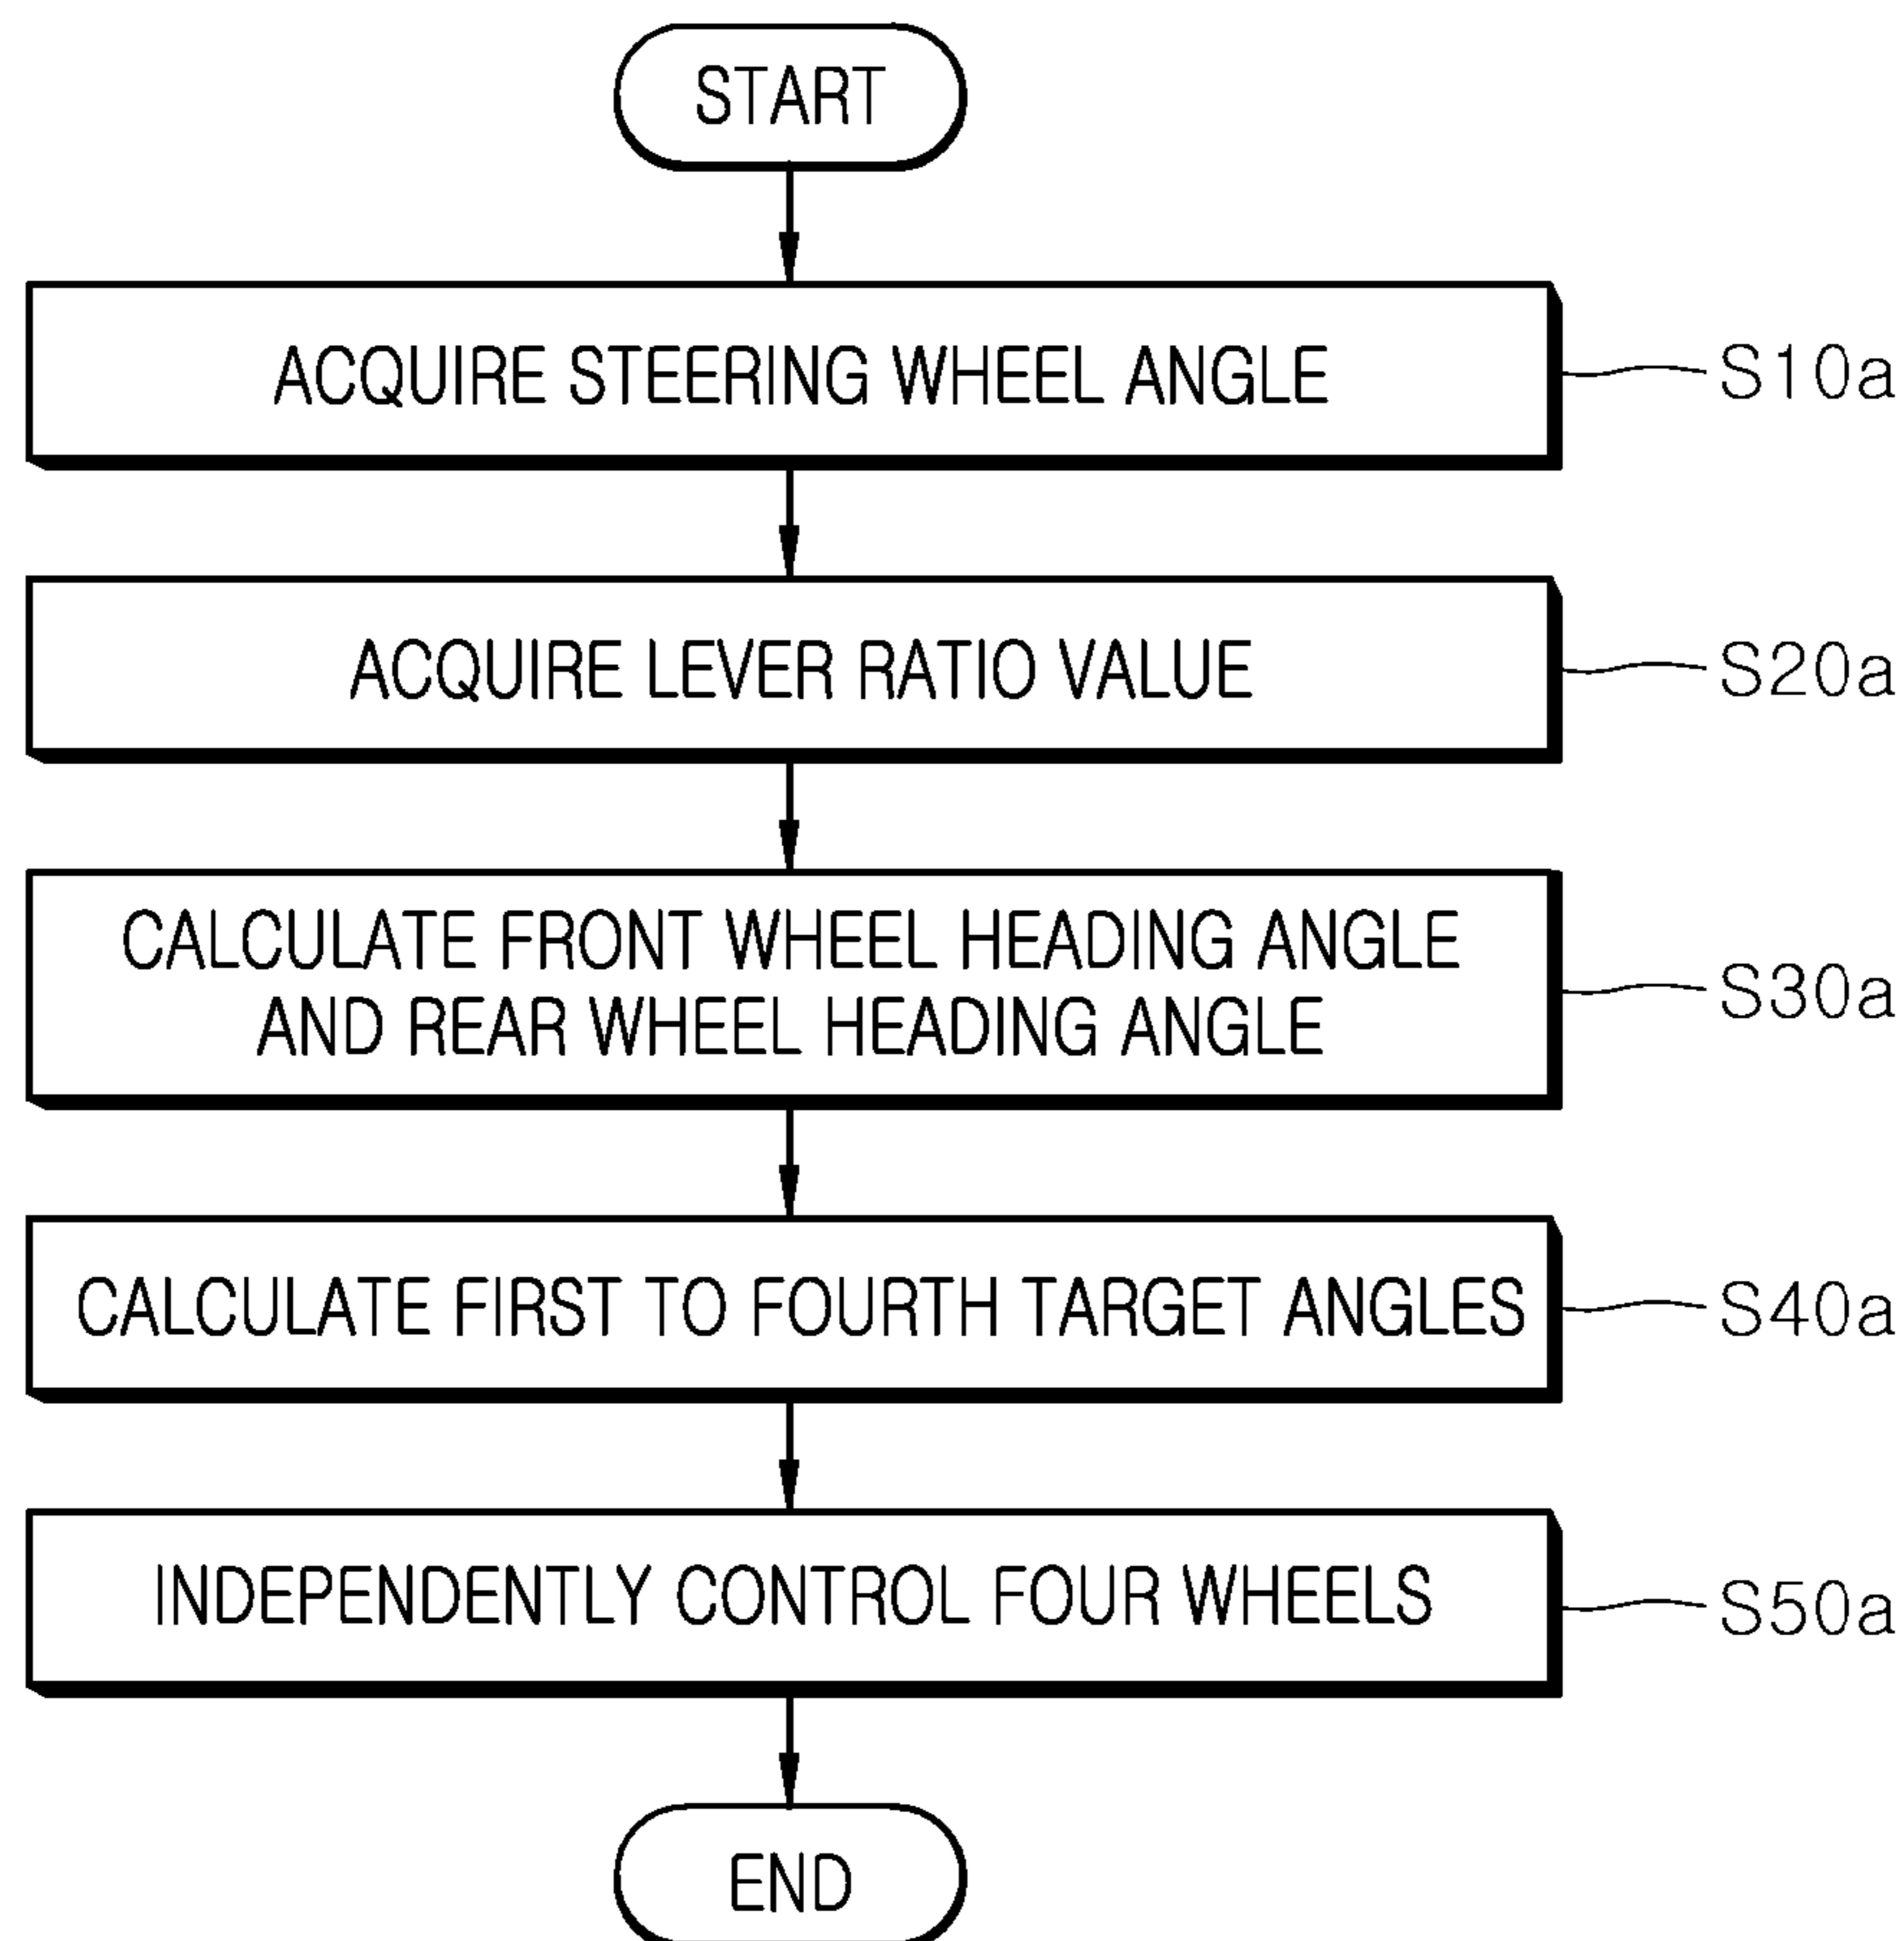 START
ACQUIRE STEERING WHEEL ANGLE
S10a
ACQUIRE LEVER RATIO VALUE
S20a
CALCULATE FRONT WHEEL HEADING ANGLE
AND REAR WHEEL HEADING ANGLE
S30a
CALCULATE FIRST TO FOURTH TARGET ANGLES
S40a
INDEPENDENTLY CONTROL FOUR WHEELS
S50a
END